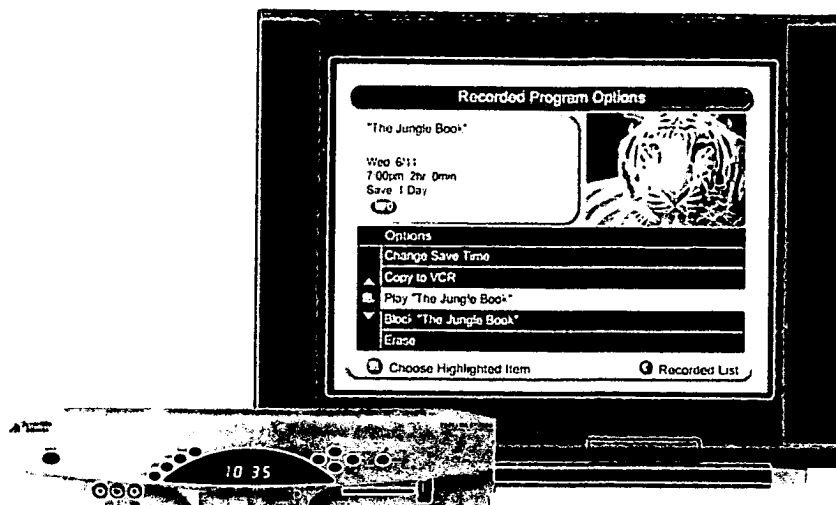 Recorded Program Options
"The Jungle Book"
Wed 6/11
7:00pm 2hr 0min
Save 1 Day
Options
Change Save Time
Copy to VCR
Play "The Jungle Book"
Block "The Jungle Book"
Erase
Choose Highlighted Item
Recorded List
10 35